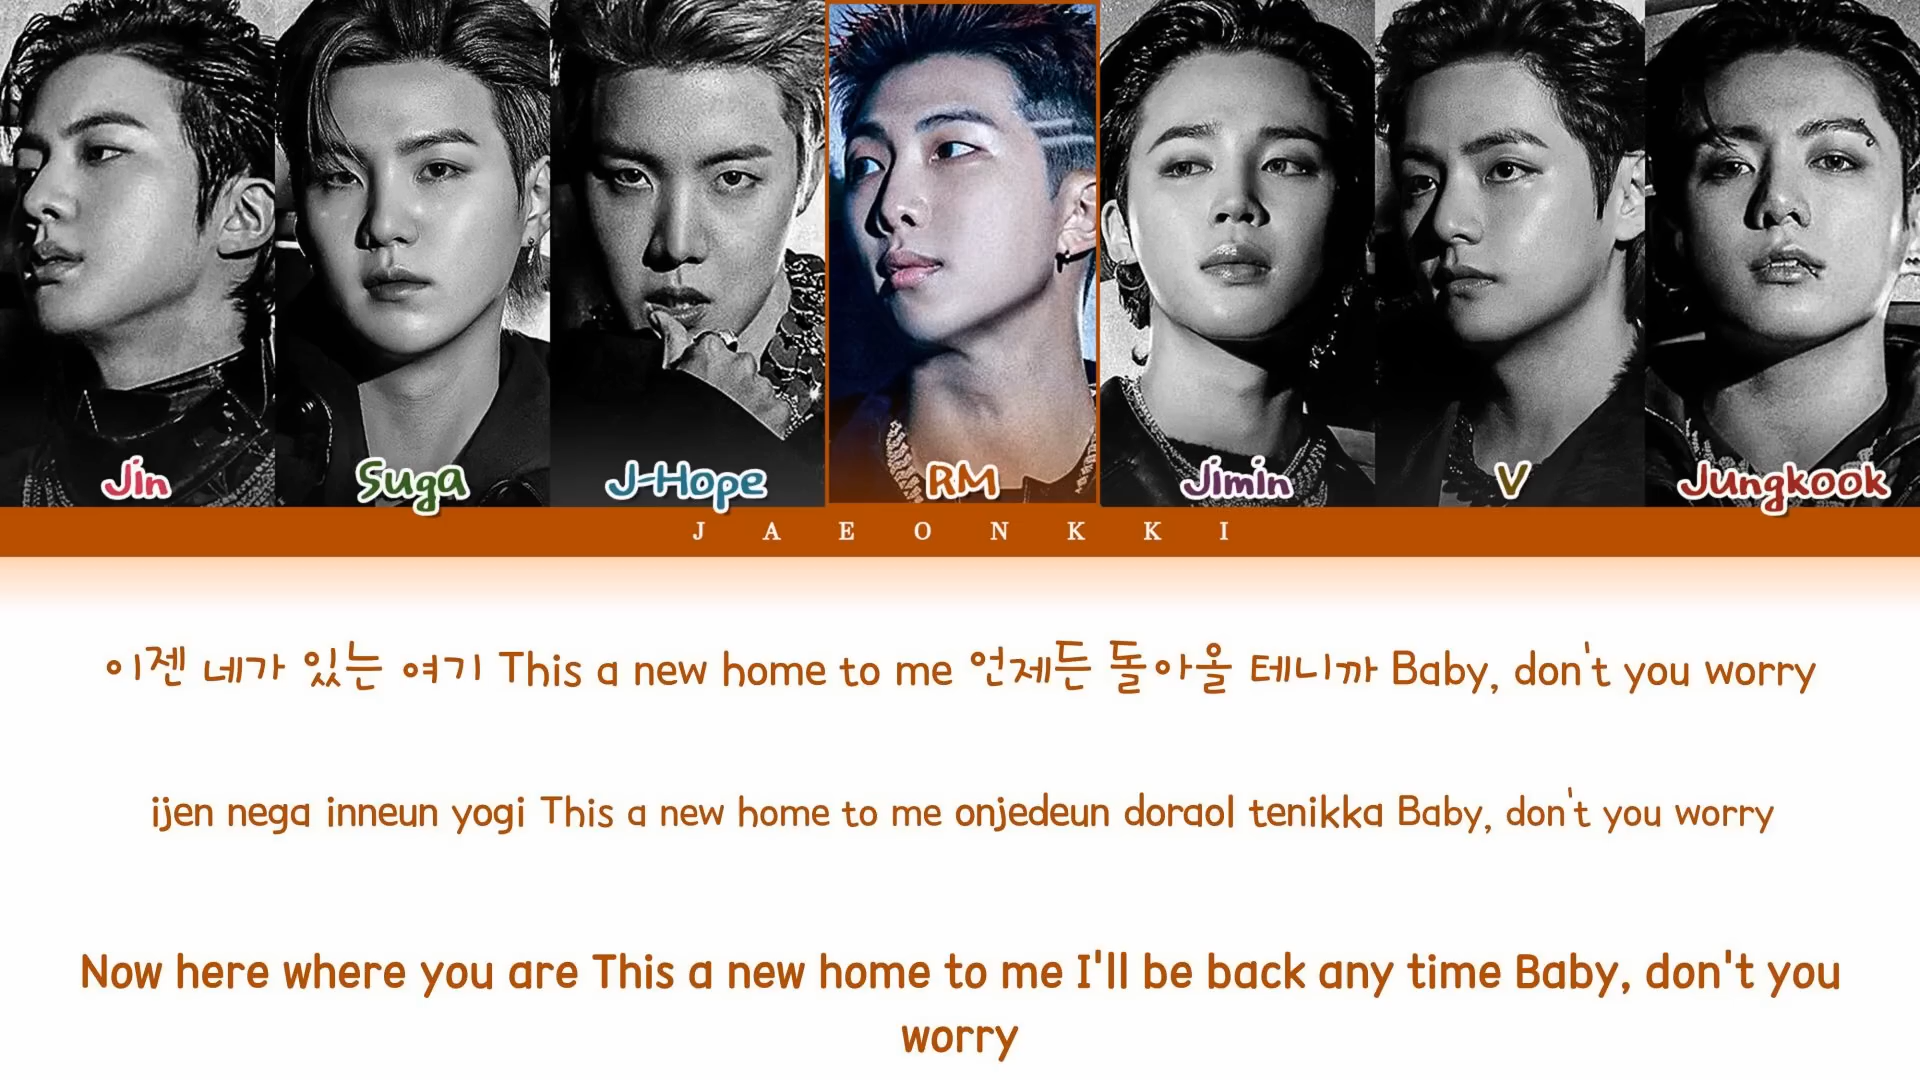 Jin
Suga
J-Hope
RM
Jimin
V
Jungkook
JAEONKKI
이젠 네가 있는 여기 This a new home to me 언제든 돌아올 테니까 Baby, don't you worry
ijen nega inneun yogi This a new home to me onjedeun doraol tenikka Baby, don't you worry
Now here where you are This a new home to me I'll be back any time Baby, don't you
worry